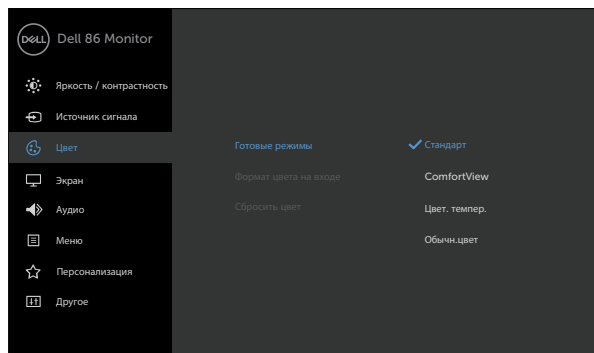 DELL Dell 86 Monitor
Яркость / контрастность
Источник сигнала
Цвет
Готовые режимы
Стандарт
Экран
Формат цвета на входе
ComfortView
Аудио
Сбросить цвет
Цвет. темпер.
Меню
Обычн.цвет
Персонализация
Другое